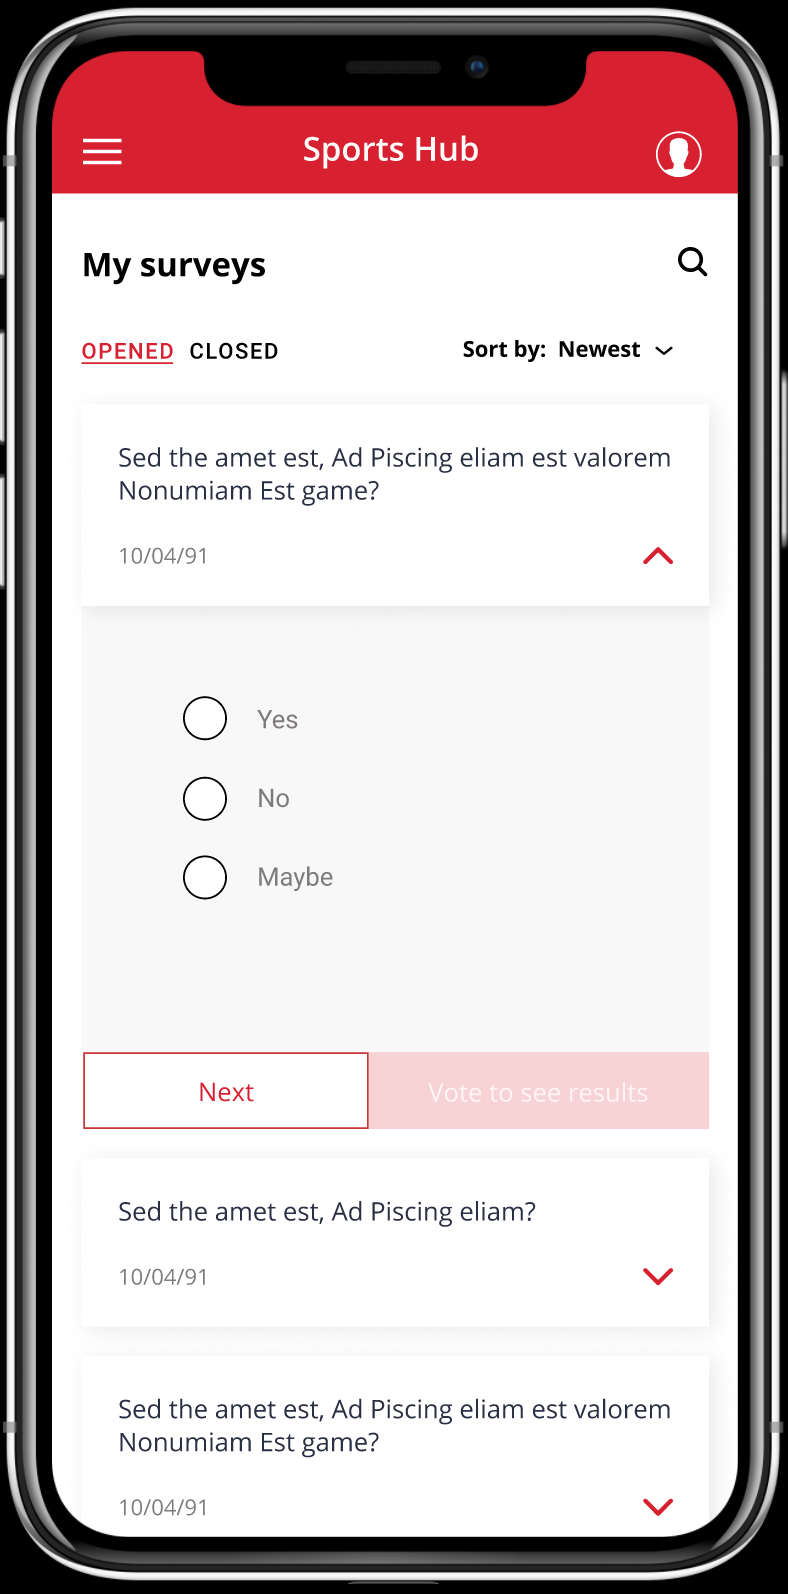 Sports Hub
My surveys
OPENED CLOSED Sort by: Newest
Sed the amet est, Ad Piscing eliam est valorem
Nonumiam Est game?
10/04/91
Yes
No
Maybe
Next Vote to see results
Sed the amet est, Ad Piscing eliam?
10/04/91
Sed the amet est, Ad Piscing eliam est valorem
Nonumiam Est game?
10/04/91